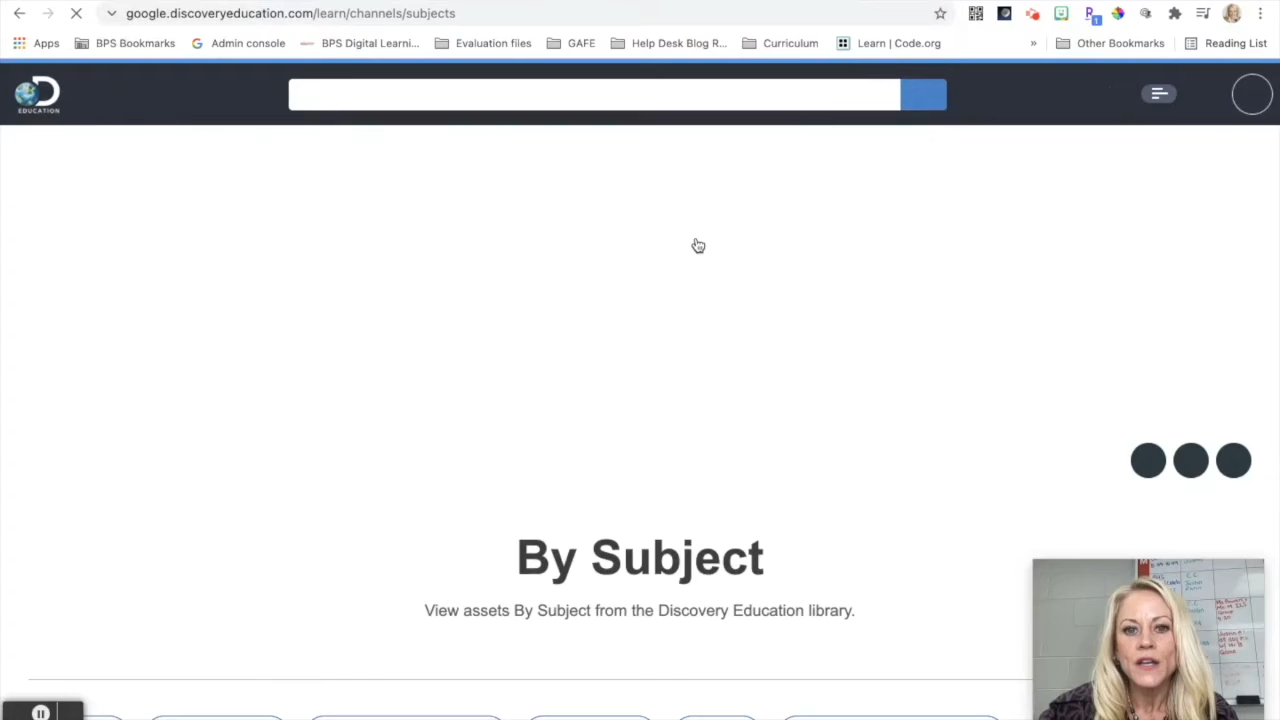 google.discoveryeducation.com/learn/channels/subjects
1
Apps BPS Bookmarks Admin console BPS Digital Learni... Evaluation files GAFE Help Desk Blog R... Curriculum Learn | Code.org » Other Bookmarks Reading List
EDUCATION
By Subject
View assets By Subject from the Discovery Education library.